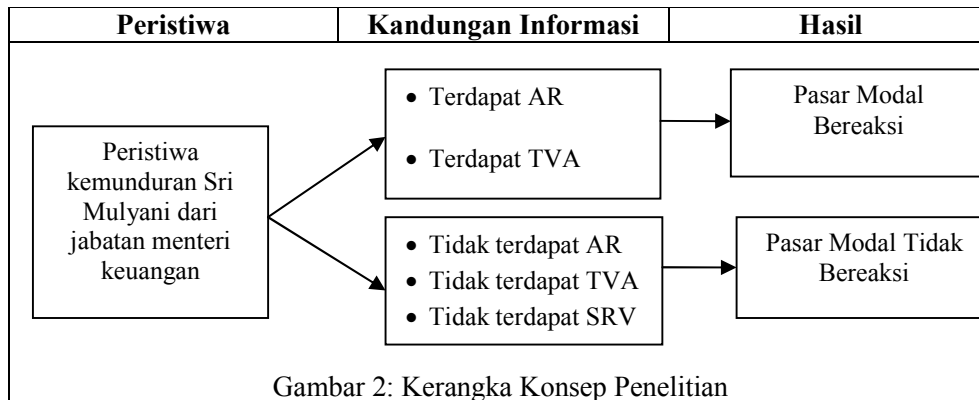 Peristiwa
Kandungan Informasi
Hasil
Peristiwa
kemunduran Sri
Mulyani dari
jabatan menteri
keuangan
• Terdapat AR
• Terdapat TVA
Pasar Modal
Bereaksi
• Tidak terdapat AR
• Tidak terdapat TVA
• Tidak terdapat SRV
Pasar Modal Tidak
Bereaksi
Gambar 2: Kerangka Konsep Penelitian